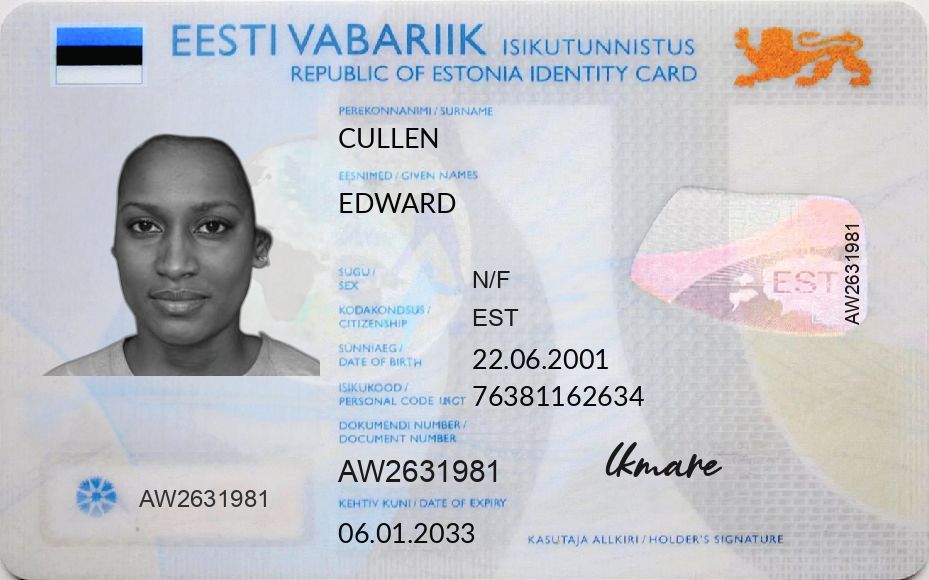 EESTI VABARIIK ISIKUTUNNISTUS
REPUBLIC OF ESTONIA IDENTITY CARD
PEREKONNANIMI / SURNAME
CULLEN
EESNIMED / GIVEN NAMES
EDWARD
SUGU /
SEX
N/F
KODAKONDSUS /
CITIZENSHIP
EST
SÜNNIAEG /
DATE OF BIRTH
22.06.2001
ISIKUKOOD /
PERSONAL CODE
76381162634
DOKUMENDI NUMBER /
DOCUMENT NUMBER
AW2631981
KEHTIV KUNI / DATE OF EXPIRY
06.01.2033
AW2631981
EST
AW2631981
lkmare
KASUTAJA ALLKIRI / HOLDER'S SIGNATURE